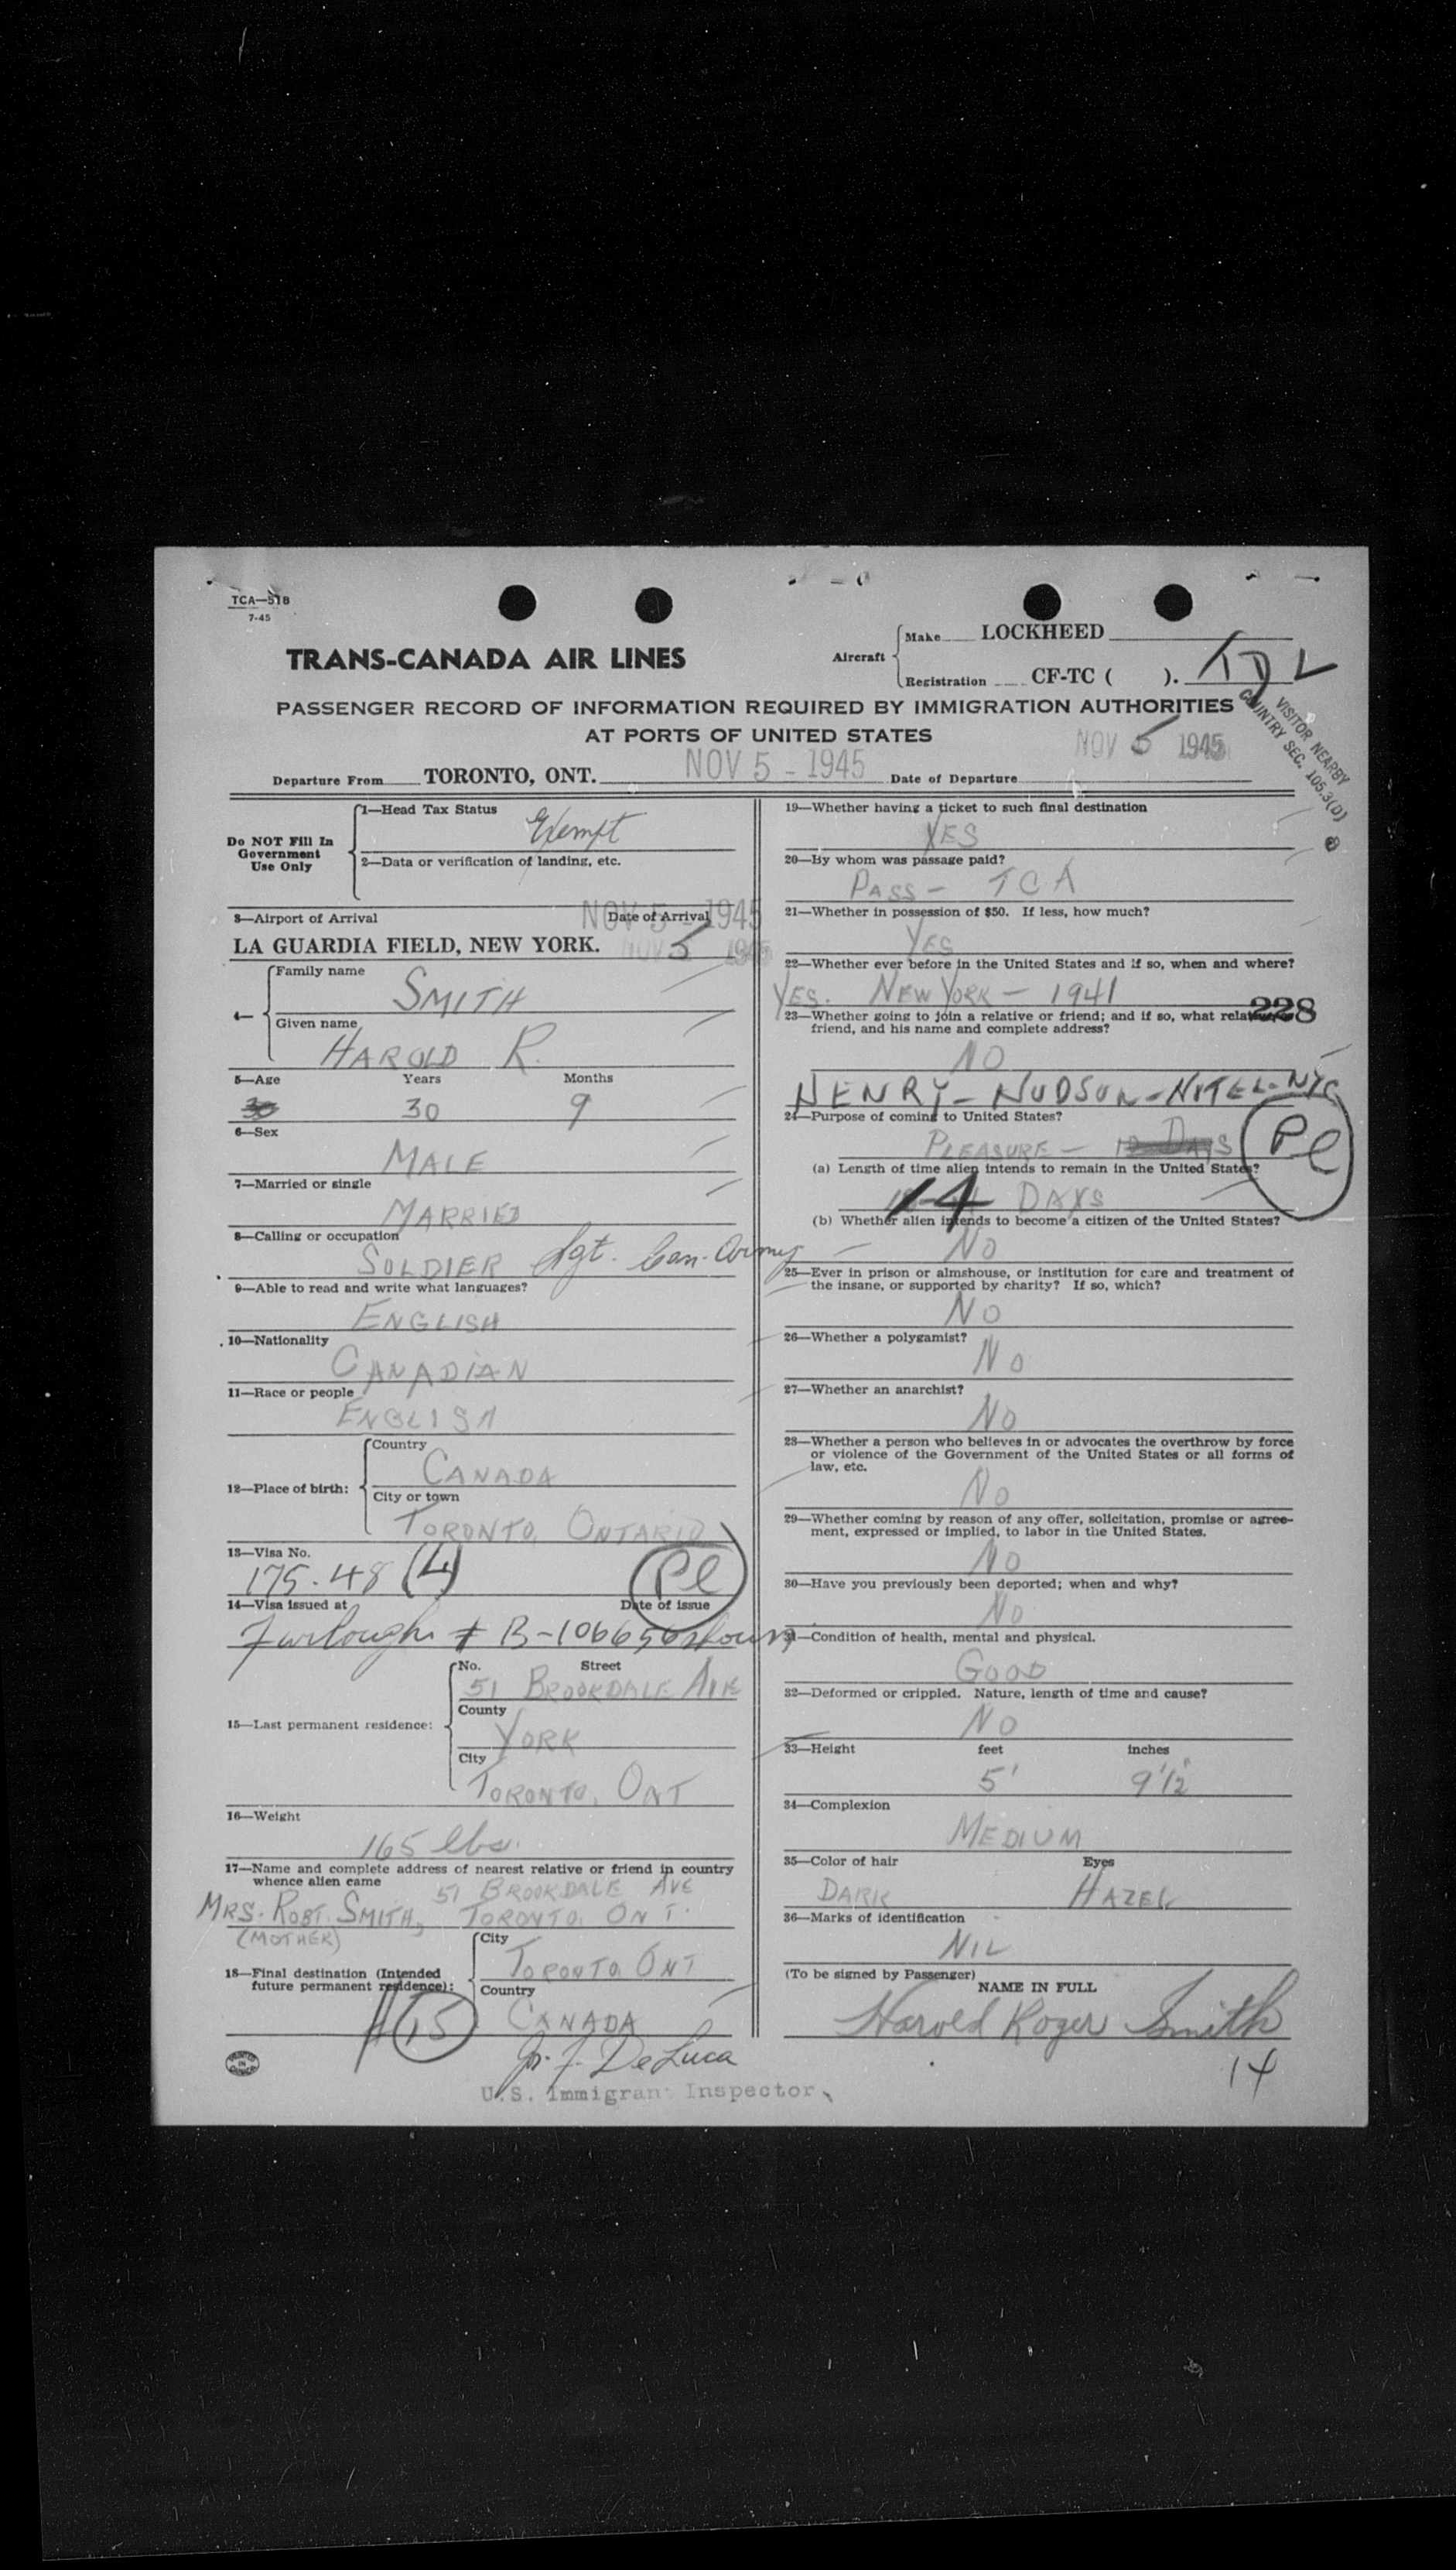 TCA—518
7-45
TRANS-CANADA AIR LINES
Aircraft
Make LOCKHEED
Registration CF-TC ( ). TDL
PASSENGER RECORD OF INFORMATION REQUIRED BY IMMIGRATION AUTHORITIES
AT PORTS OF UNITED STATES
VISITOR NEARBY
COUNTRY SEC. 105.3(D)
Departure From TORONTO, ONT. NOV 5 - 1945 Date of Departure NOV 5 1945
Do NOT Fill In
Government
Use Only
1—Head Tax Status
Exempt
2—Data or verification of landing, etc.
3—Airport of Arrival Date of Arrival NOV 5 - 1945
LA GUARDIA FIELD, NEW YORK. NOV 5 1945
4—
Family name
SMITH
Given name
HAROLD R.
5—Age Years Months
30 30 9
6—Sex
MALE
7—Married or single
MARRIED
8—Calling or occupation
SOLDIER Sgt. Can. Army
9—Able to read and write what languages?
ENGLISH
10—Nationality
CANADIAN
11—Race or people
ENGLISH
12—Place of birth:
Country
CANADA
City or town
TORONTO, ONTARIO
13—Visa No.
175.48 (4) Pl
14—Visa issued at Date of issue
Furlough # B-106656 shown
15—Last permanent residence:
No. Street
51 BROOKDALE AVE
County
YORK
City
TORONTO, ONT
16—Weight
165 lbs.
17—Name and complete address of nearest relative or friend in country
whence alien came
51 BROOKDALE AVE
MRS. ROBT. SMITH, TORONTO, ONT.
(MOTHER)
18—Final destination (Intended
future permanent residence):
City
TORONTO ONT
Country
CANADA
15
DeLuca
U.S. Immigrant Inspector
19—Whether having a ticket to such final destination
YES
20—By whom was passage paid?
PASS - TCA
21—Whether in possession of $50. If less, how much?
YES
22—Whether ever before in the United States and if so, when and where?
YES. NEW YORK - 1941
228
23—Whether going to join a relative or friend; and if so, what
friend, and his name and complete address?
NO
HENRY-HUDSON-HOTEL-NYC
24—Purpose of coming to United States?
PLEASURE - DAYS Pl
(a) Length of time alien intends to remain in the United States?
14 DAYS
(b) Whether alien intends to become a citizen of the United States?
NO
25—Ever in prison or almshouse, or institution for care and treatment of
the insane, or supported by charity? If so, which?
NO
26—Whether a polygamist?
NO
27—Whether an anarchist?
NO
28—Whether a person who believes in or advocates the overthrow by force
or violence of the Government of the United States or all forms of
law, etc.
NO
29—Whether coming by reason of any offer, solicitation, promise or agree-
ment, expressed or implied, to labor in the United States.
NO
30—Have you previously been deported; when and why?
NO
31—Condition of health, mental and physical.
GOOD
32—Deformed or crippled. Nature, length of time and cause?
NO
33—Height feet inches
5' 9 1/2"
34—Complexion
MEDIUM
35—Color of hair Eyes
DARK HAZEL
36—Marks of identification
NIL
(To be signed by Passenger)
NAME IN FULL
Harold Roger Smith
14